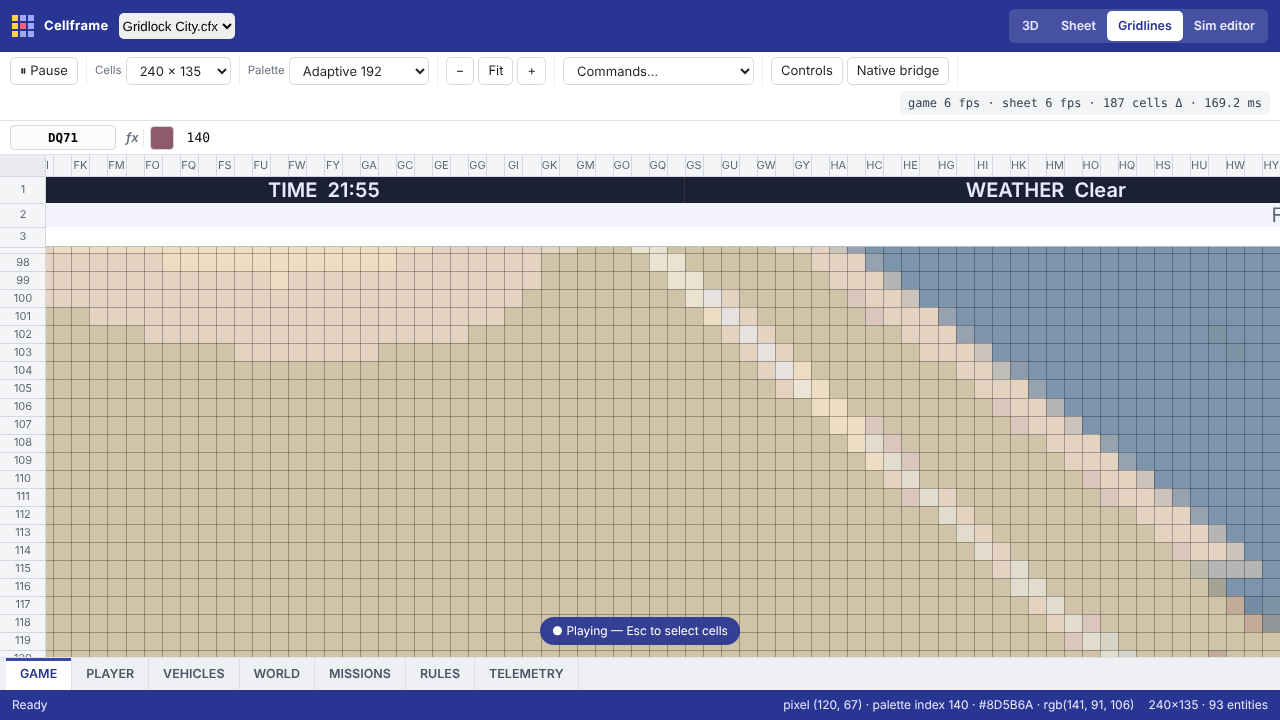 Cellframe Gridlock City.cfx 3D Sheet Gridlines Sim editor
Pause Cells 240 × 135 Palette Adaptive 192 − Fit + Commands... Controls Native bridge
game 6 fps · sheet 6 fps · 187 cells Δ · 169.2 ms
DQ71 fx 140
FK FM FO FQ FS FU FW FY GA GC GE GG GI GK GM GO GQ GS GU GW GY HA HC HE HG HI HK HM HO HQ HS HU HW HY
1 TIME 21:55 WEATHER Clear
2
3
98
99
100
101
102
103
104
105
106
107
108
109
110
111
112
113
114
115
116
117
118
119
Playing — Esc to select cells
GAME PLAYER VEHICLES WORLD MISSIONS RULES TELEMETRY
Ready pixel (120, 67) · palette index 140 · #8D5B6A · rgb(141, 91, 106) 240×135 · 93 entities